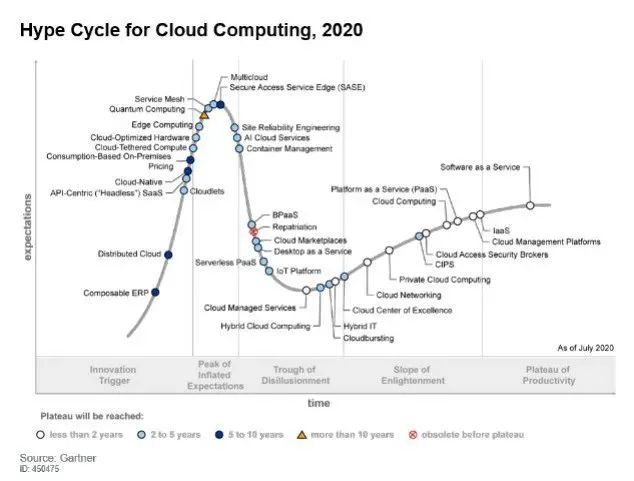 Hype Cycle for Cloud Computing, 2020
Multicloud
Secure Access Service Edge (SASE)
Service Mesh
Quantum Computing
Edge Computing
Cloud-Optimized Hardware
Cloud-Tethered Compute
Consumption-Based On-Premises
Pricing
Cloud-Native
API-Centric ("Headless") SaaS
Cloudlets
Distributed Cloud
Composable ERP
Site Reliability Engineering
AI Cloud Services
Container Management
BPaaS
Repatriation
Cloud Marketplaces
Desktop as a Service
Serverless PaaS
IoT Platform
Cloud Managed Services
Hybrid Cloud Computing
Hybrid IT
Cloudbursting
Cloud Center of Excellence
Cloud Networking
Private Cloud Computing
CIPS
Cloud Access Security Brokers
Cloud Computing
Platform as a Service (PaaS)
IaaS
Cloud Management Platforms
Software as a Service
expectations
As of July 2020
Innovation
Trigger
Peak of
Inflated
Expectations
Trough of
Disillusionment
Slope of
Enlightenment
Plateau of
Productivity
time
Plateau will be reached:
less than 2 years
2 to 5 years
5 to 10 years
more than 10 years
obsolete before plateau
Source: Gartner
ID: 450475